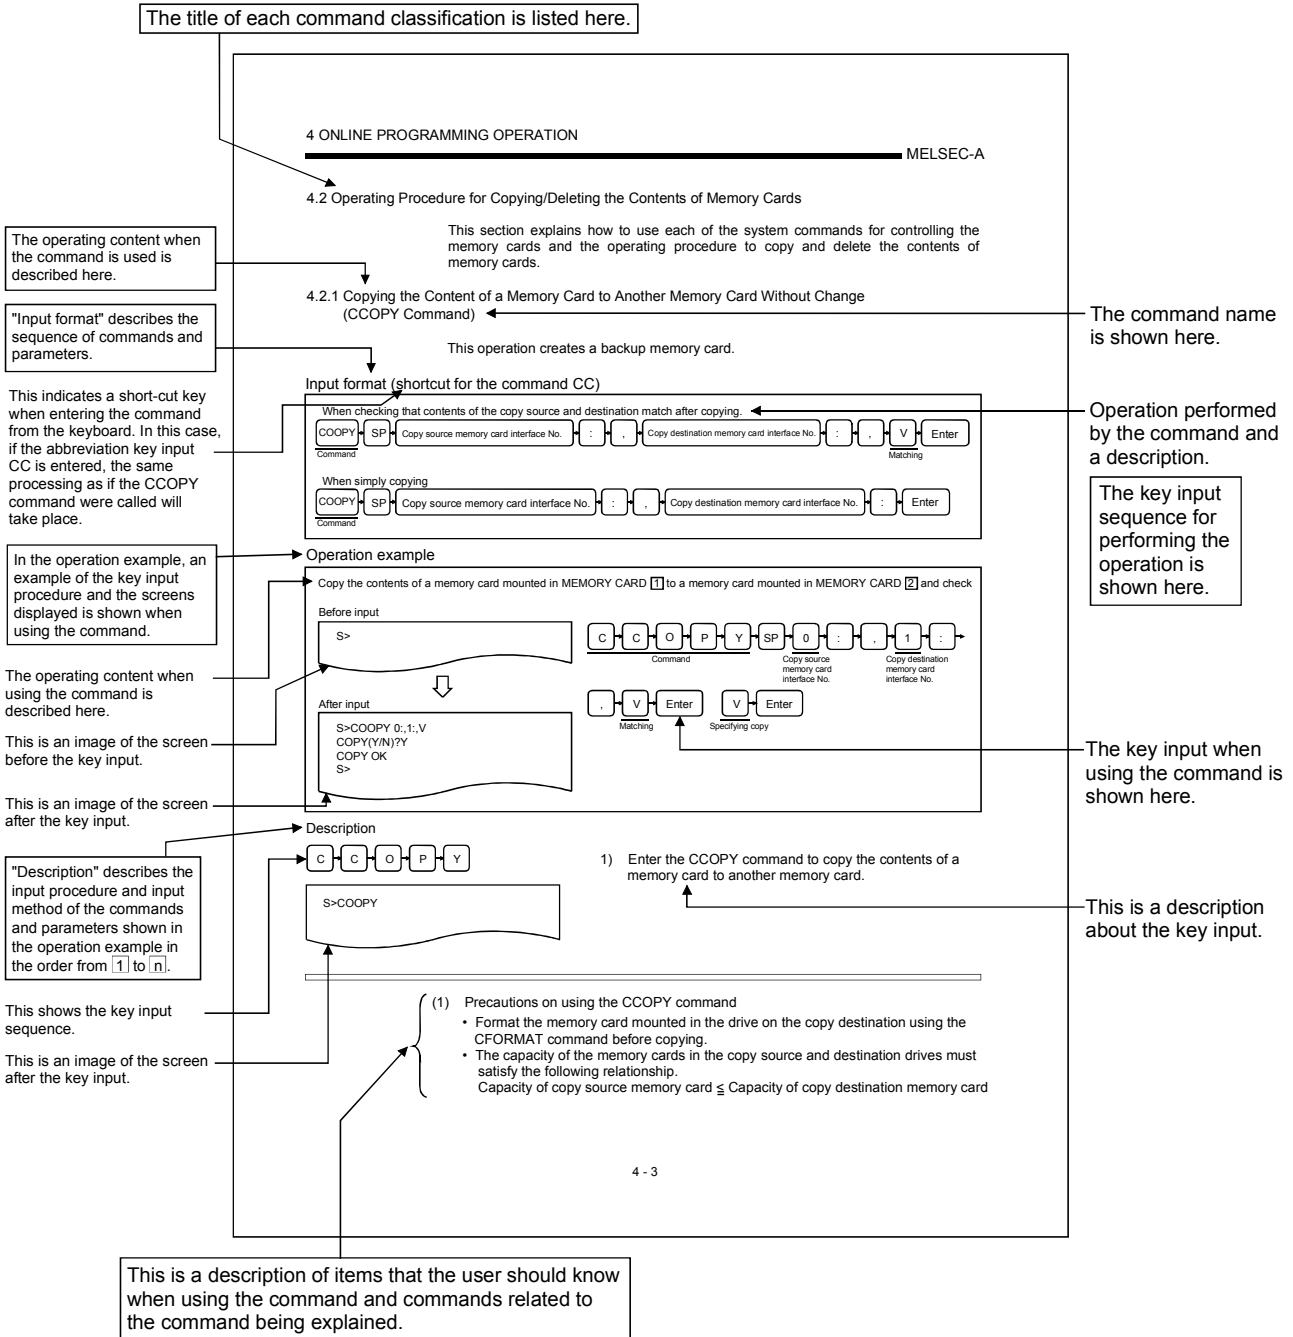 The title of each command classification is listed here.
4 ONLINE PROGRAMMING OPERATION
MELSEC-A
4.2 Operating Procedure for Copying/Deleting the Contents of Memory Cards
This section explains how to use each of the system commands for controlling the
memory cards and the operating procedure to copy and delete the contents of
memory cards.
The operating content when
the command is used is
described here.
4.2.1 Copying the Content of a Memory Card to Another Memory Card Without Change
(CCOPY Command)
The command name
is shown here.
"Input format" describes the
sequence of commands and
parameters.
This operation creates a backup memory card.
Input format (shortcut for the command CC)
This indicates a short-cut key
when entering the command
from the keyboard. In this case,
if the abbreviation key input
CC is entered, the same
processing as if the CCOPY
command were called will
take place.
When checking that contents of the copy source and destination match after copying.
COOPY SP Copy source memory card interface No. : , Copy destination memory card interface No. : , V Enter
Command Matching
When simply copying
COOPY SP Copy source memory card interface No. : , Copy destination memory card interface No. : Enter
Command
Operation performed
by the command and
a description.
The key input
sequence for
performing the
operation is
shown here.
In the operation example, an
example of the key input
procedure and the screens
displayed is shown when
using the command.
Operation example
Copy the contents of a memory card mounted in MEMORY CARD 1 to a memory card mounted in MEMORY CARD 2 and check
Before input
S>
C C O P Y SP 0 : , 1 :
Command
Copy source
memory card
interface No.
Copy destination
memory card
interface No.
The operating content when
using the command is
described here.
After input
S>COOPY 0:,1:,V
COPY(Y/N)?Y
COPY OK
S>
, V Enter V Enter
Matching Specifying copy
This is an image of the screen
before the key input.
The key input when
using the command is
shown here.
This is an image of the screen
after the key input.
Description
"Description" describes the
input procedure and input
method of the commands
and parameters shown in
the operation example in
the order from 1 to n.
C C O P Y
1) Enter the CCOPY command to copy the contents of a
memory card to another memory card.
S>COOPY
This is a description
about the key input.
This shows the key input
sequence.
This is an image of the screen
after the key input.
(1) Precautions on using the CCOPY command
• Format the memory card mounted in the drive on the copy destination using the
CFORMAT command before copying.
• The capacity of the memory cards in the copy source and destination drives must
satisfy the following relationship.
Capacity of copy source memory card ≦ Capacity of copy destination memory card
4 - 3
This is a description of items that the user should know
when using the command and commands related to
the command being explained.